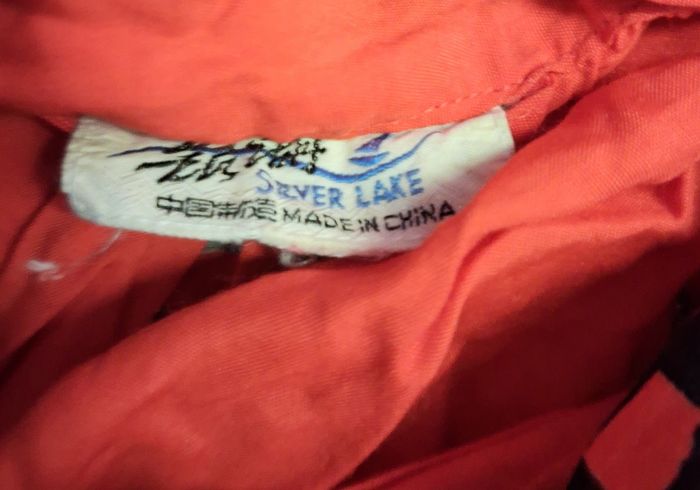 SILVER LAKE
中国制造 MADE IN CHINA